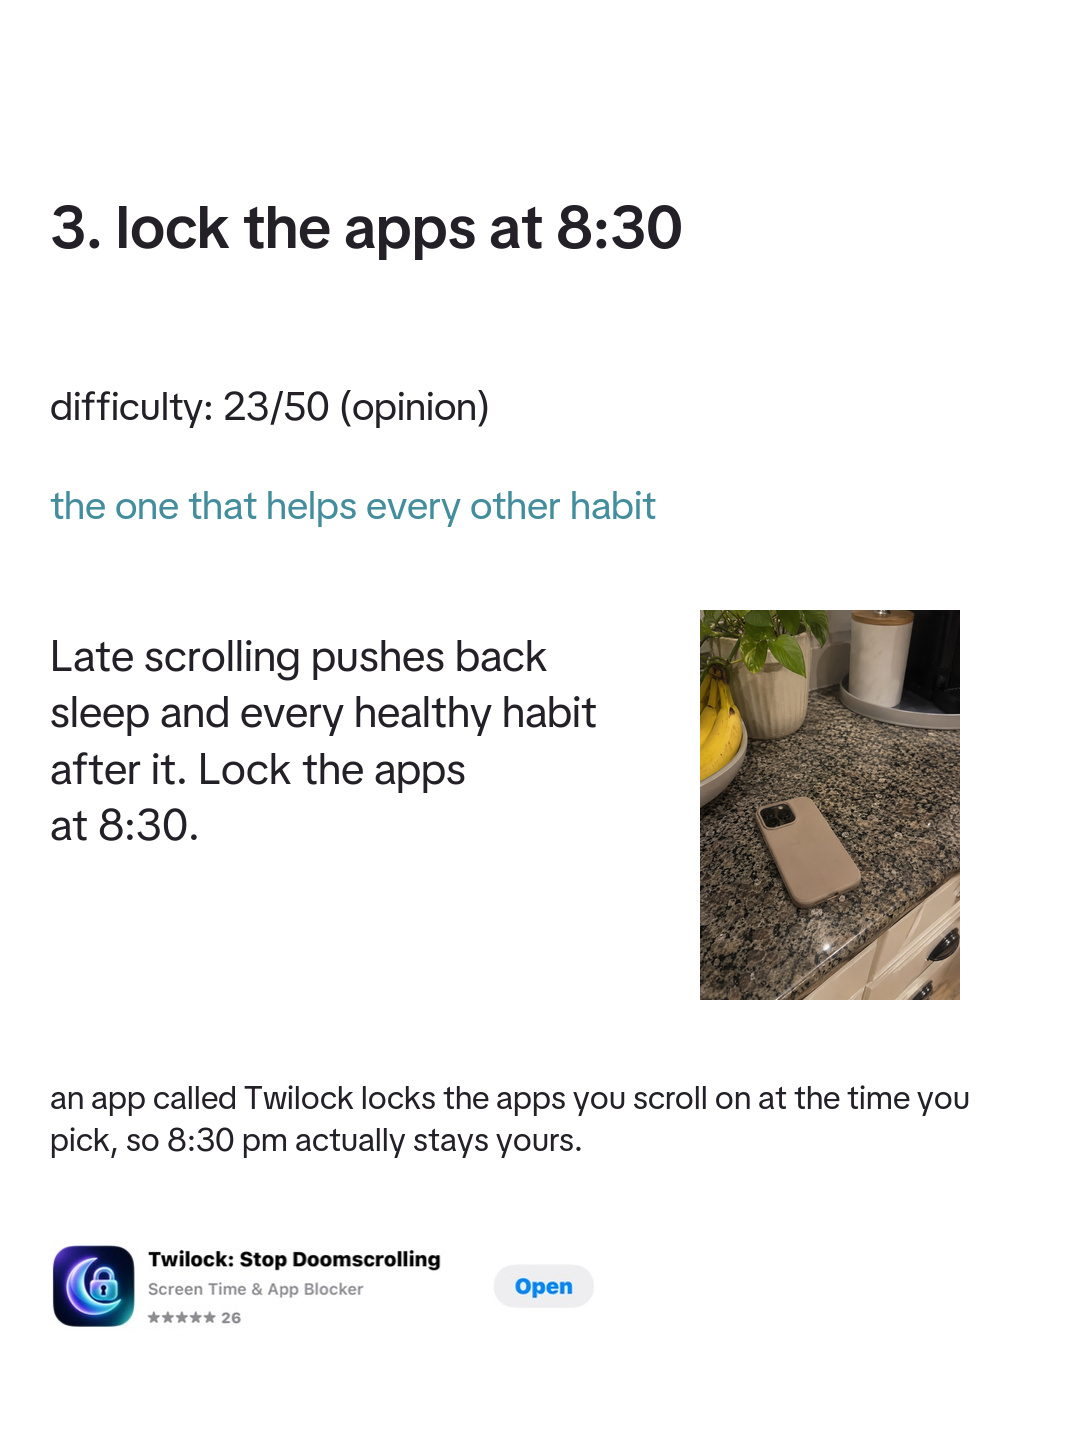 3. lock the apps at 8:30
difficulty: 23/50 (opinion)
the one that helps every other habit
Late scrolling pushes back
sleep and every healthy habit
after it. Lock the apps
at 8:30.
an app called Twilock locks the apps you scroll on at the time you
pick, so 8:30 pm actually stays yours.
Twilock: Stop Doomscrolling
Screen Time & App Blocker
★★★★★ 26
Open